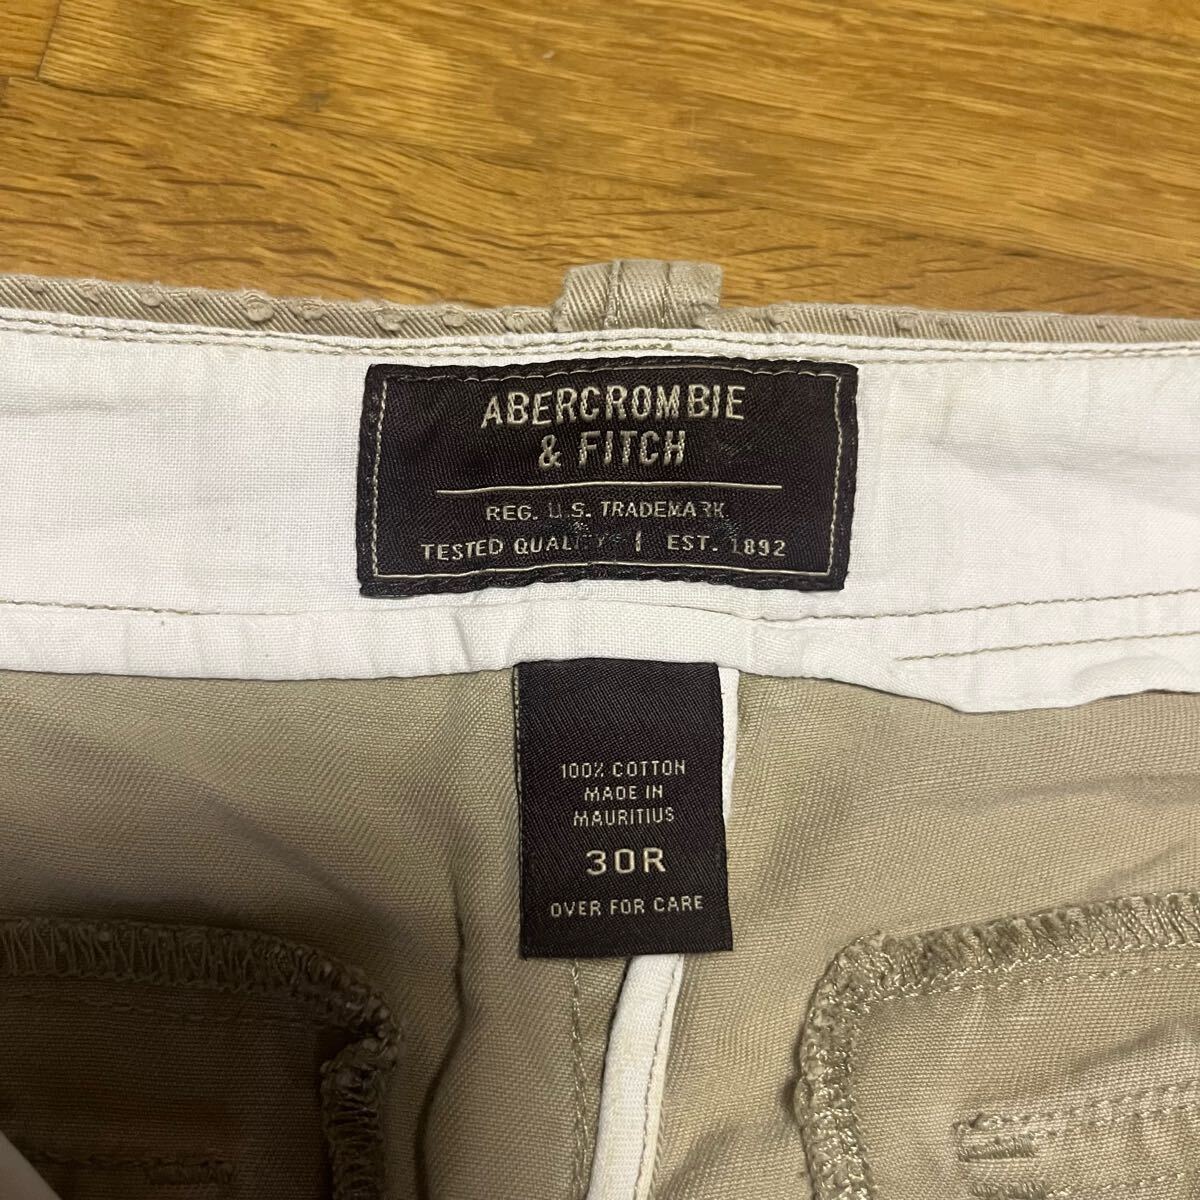 ABERCROMBIE
& FITCH
REG. U.S. TRADEMARK
TESTED QUALITY | EST. 1892
100% COTTON
MADE IN
MAURITIUS
30R
OVER FOR CARE